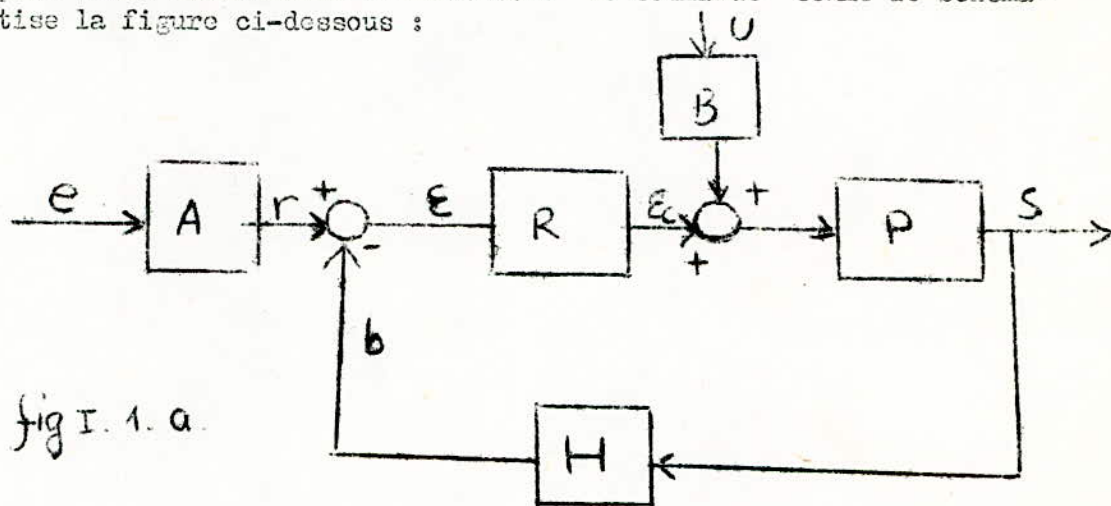 tise la figure ci-dessous :
U
B
e
A
r
+
-
ε
R
εc
+
+
P
S
b
H
fig I. 1. a.